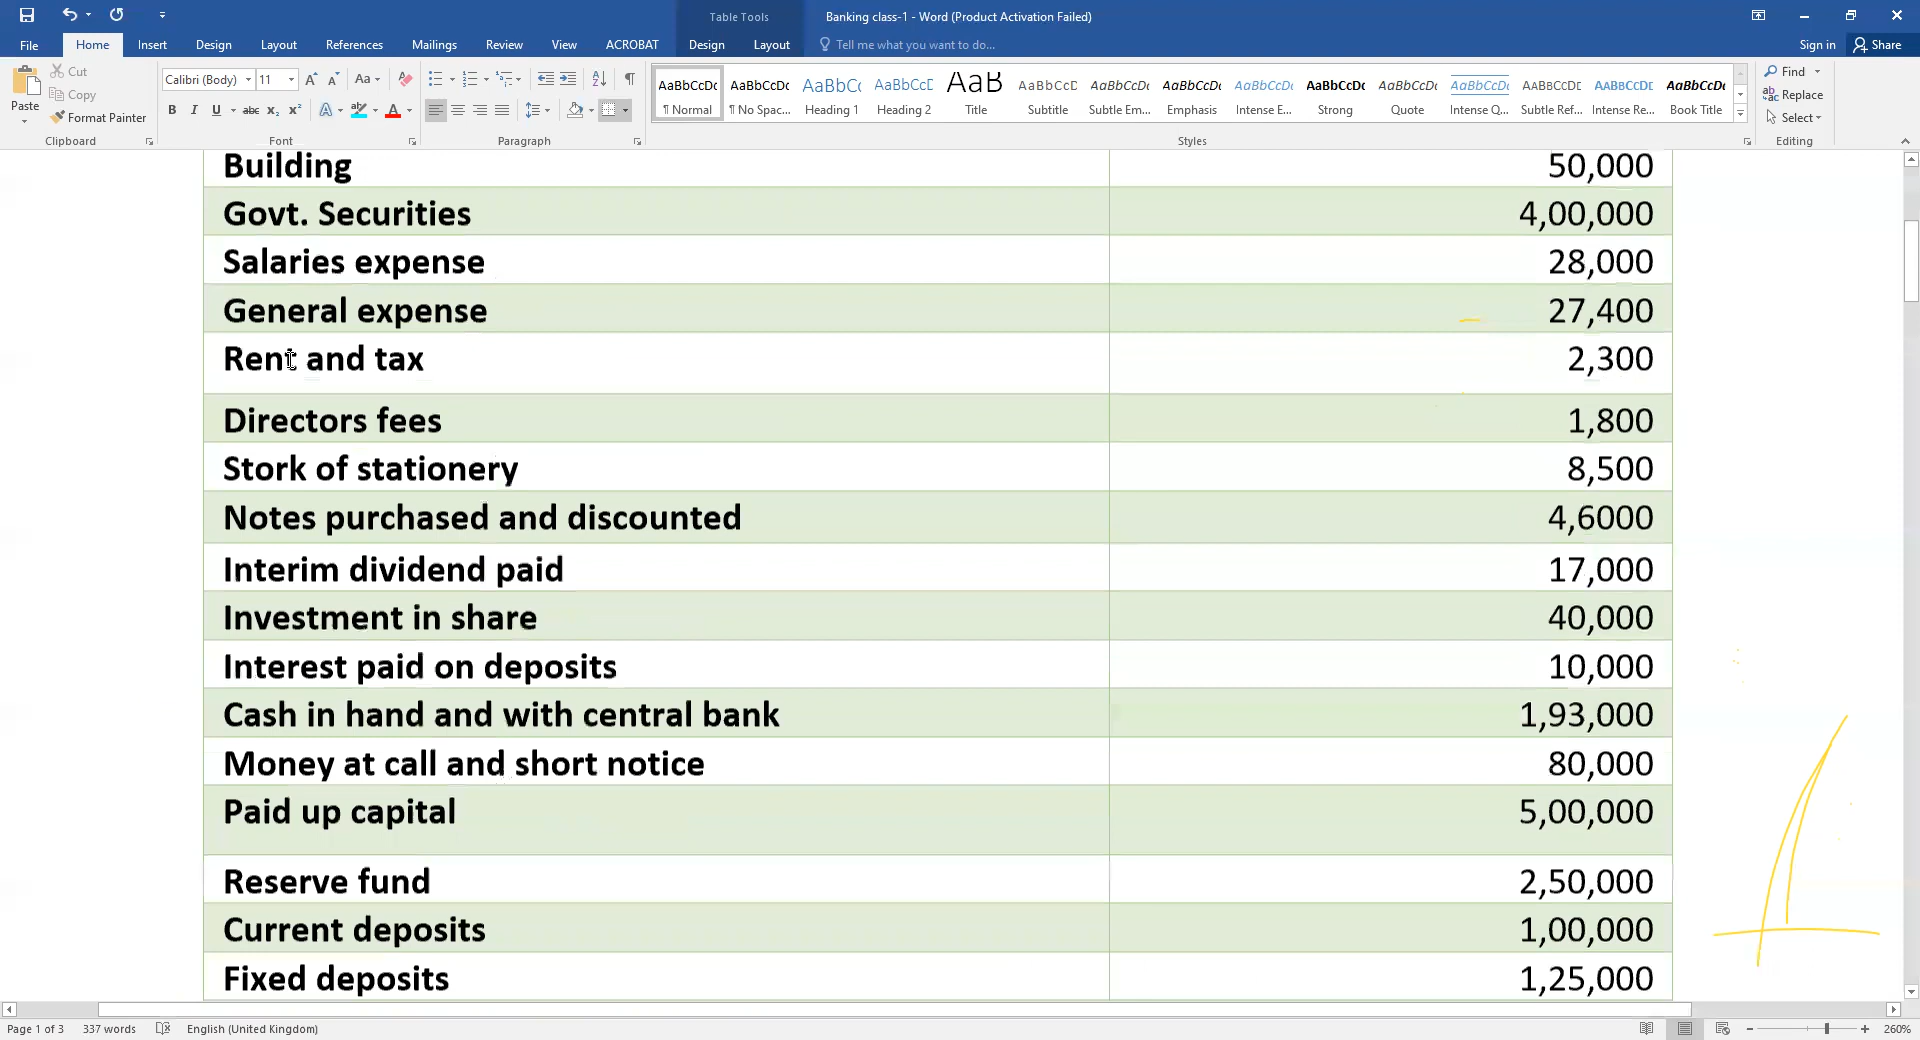 Table Tools
Banking class-1 - Word (Product Activation Failed)
File Home Insert Design Layout References Mailings Review View ACROBAT Design Layout Tell me what you want to do... Sign in Share
Paste
Cut
Copy
Format Painter
Clipboard
Calibri (Body) 11
Font
Paragraph
AaBbCcDc AaBbCcDc AaBbCc AaBbCcD AaB AaBbCcD AaBbCcDc AaBbCcDc AaBbCcDc AaBbCcDc AaBbCcDc AaBbCcDc AABBCCDD AABBCCDD AaBbCcDc
¶ Normal ¶ No Spac... Heading 1 Heading 2 Title Subtitle Subtle Em... Emphasis Intense E... Strong Quote Intense Q... Subtle Ref... Intense Re... Book Title
Styles
Find
Replace
Select
Editing
Building 50,000
Govt. Securities 4,00,000
Salaries expense 28,000
General expense 27,400
Rent and tax 2,300
Directors fees 1,800
Stork of stationery 8,500
Notes purchased and discounted 4,6000
Interim dividend paid 17,000
Investment in share 40,000
Interest paid on deposits 10,000
Cash in hand and with central bank 1,93,000
Money at call and short notice 80,000
Paid up capital 5,00,000
Reserve fund 2,50,000
Current deposits 1,00,000
Fixed deposits 1,25,000
Page 1 of 3 337 words English (United Kingdom) 260%